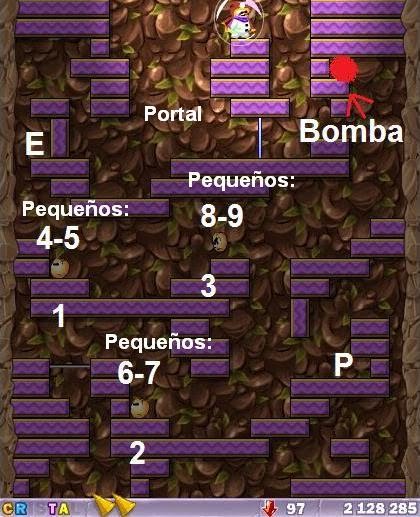 Portal
Bomba
E
Pequeños:
8-9
Pequeños:
4-5
3
1
Pequeños:
6-7
P
2
CRISTAL
97
2 128 285